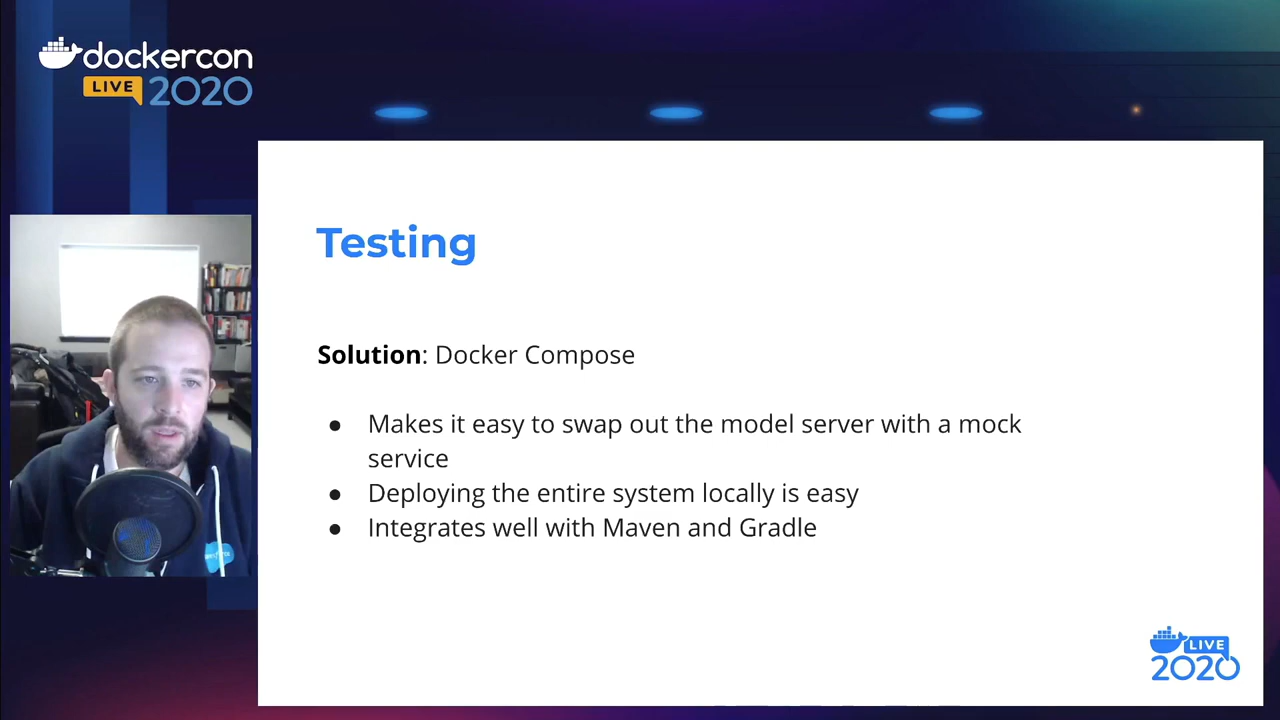 dockercon
LIVE 2020
Testing
Solution: Docker Compose
● Makes it easy to swap out the model server with a mock
service
● Deploying the entire system locally is easy
● Integrates well with Maven and Gradle
LIVE
2020